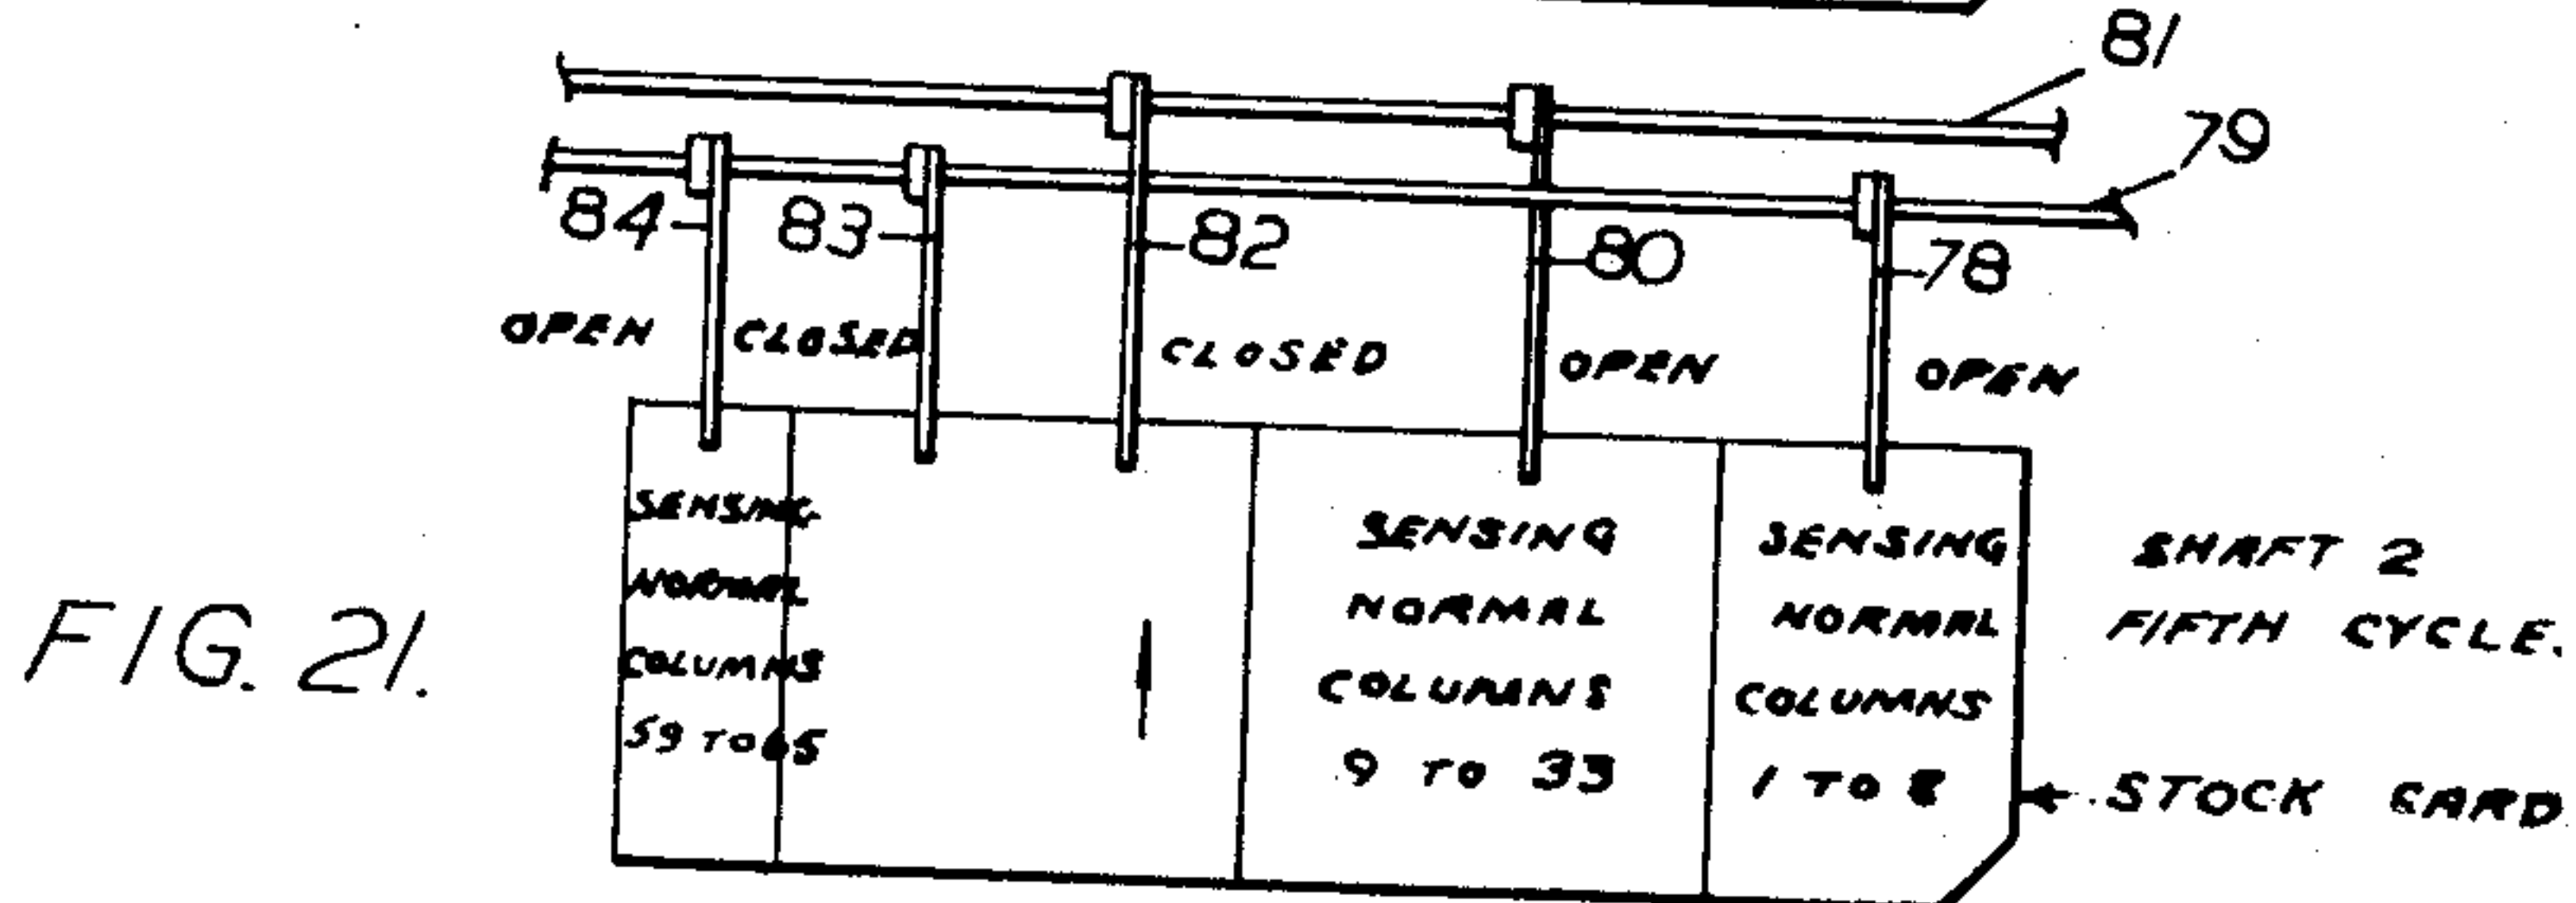 81
79
84
83
82
80
78
OPEN
CLOSED
CLOSED
OPEN
OPEN
SENSING
NORMAL
COLUMNS
59 TO 65
SENSING
NORMAL
COLUMNS
9 TO 33
SENSING
NORMAL
COLUMNS
1 TO 8
SHAFT 2
FIFTH CYCLE.
STOCK CARD
FIG. 21.